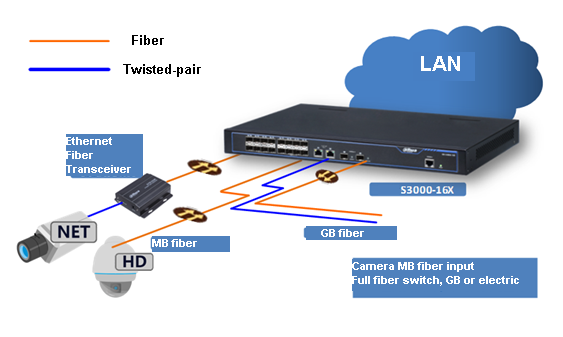 Fiber
Twisted-pair
LAN
Ethernet
Fiber
Transceiver
S3000-16X
NET
MB fiber
GB fiber
HD
Camera MB fiber input
Full fiber switch, GB or electric